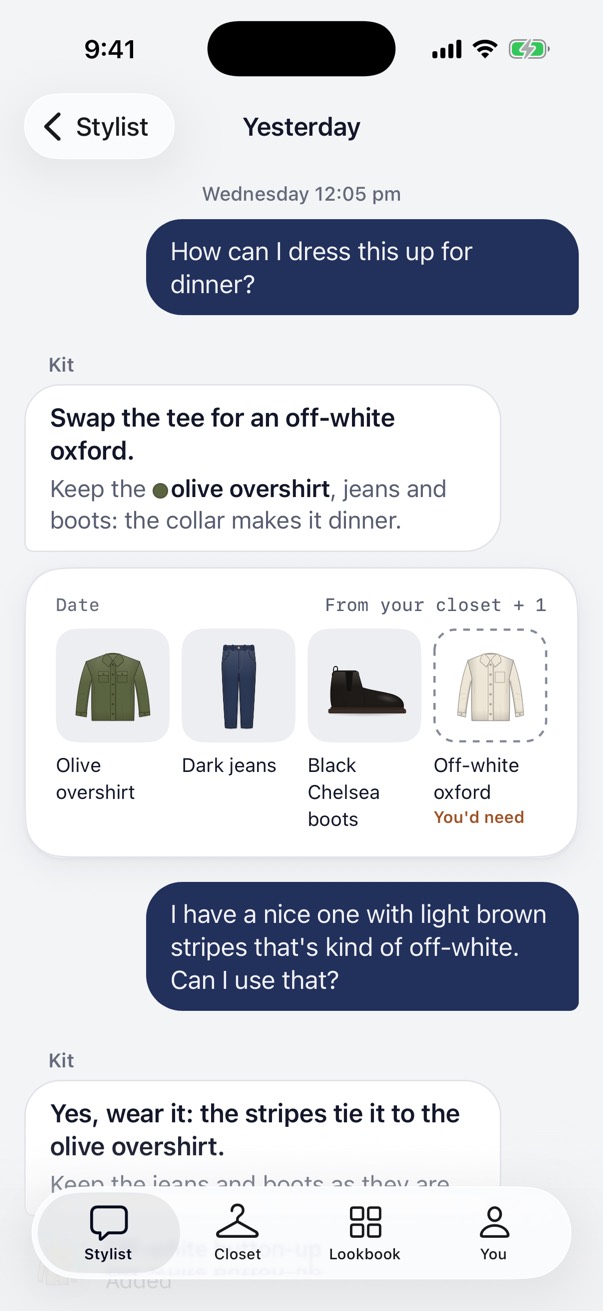 9:41
Stylist
Yesterday
Wednesday 12:05 pm
How can I dress this up for
dinner?
Kit
Swap the tee for an off-white
oxford.
Keep the olive overshirt, jeans and
boots: the collar makes it dinner.
Date
From your closet + 1
Olive
overshirt
Dark jeans
Black
Chelsea
boots
Off-white
oxford
You'd need
I have a nice one with light brown
stripes that's kind of off-white.
Can I use that?
Kit
Yes, wear it: the stripes tie it to the
olive overshirt.
Keep the jeans and boots as they are
Added
Stylist
Closet
Lookbook
You